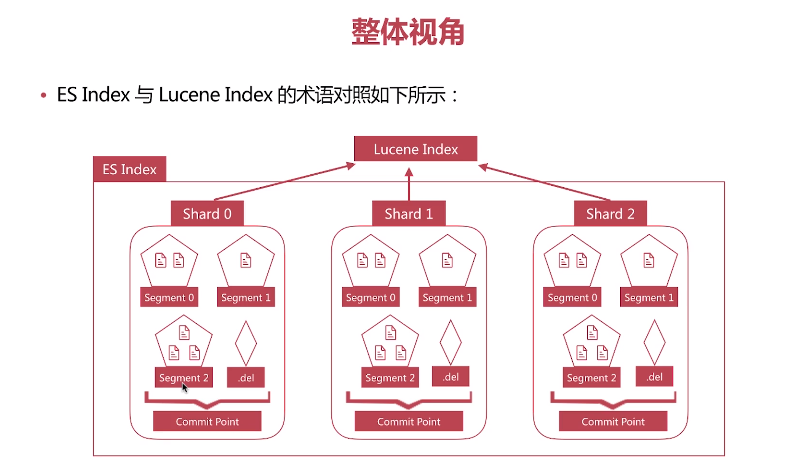 整体视角
• ES Index 与 Lucene Index 的术语对照如下所示：
Lucene Index
ES Index
Shard 0
Shard 1
Shard 2
Segment 0
Segment 1
Segment 0
Segment 1
Segment 0
Segment 1
Segment 2
.del
Segment 2
.del
Segment 2
.del
Commit Point
Commit Point
Commit Point